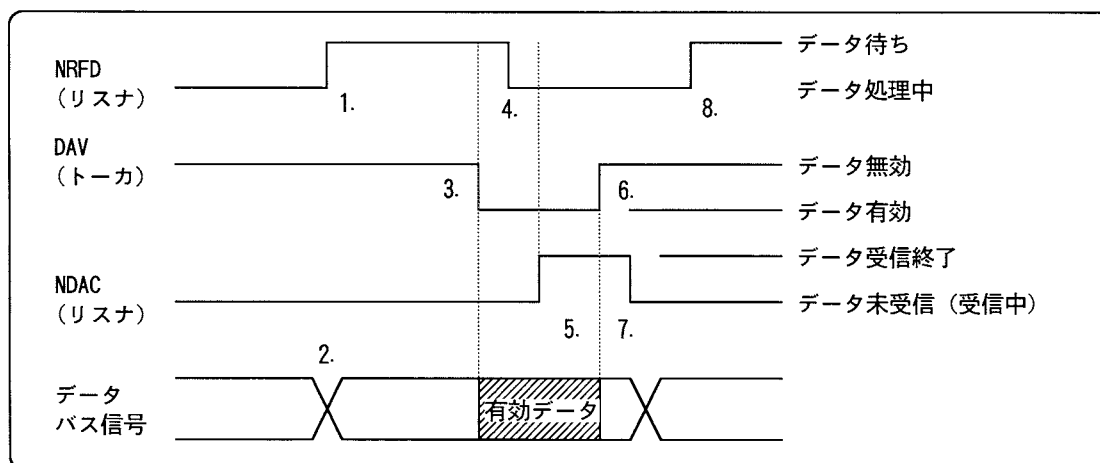 NRFD
(リスナ)
1.
4.
8.
データ待ち
データ処理中
DAV
(トーカ)
3.
6.
データ無効
データ有効
NDAC
(リスナ)
5.
7.
データ受信終了
データ未受信(受信中)
2.
データ
バス信号
有効データ